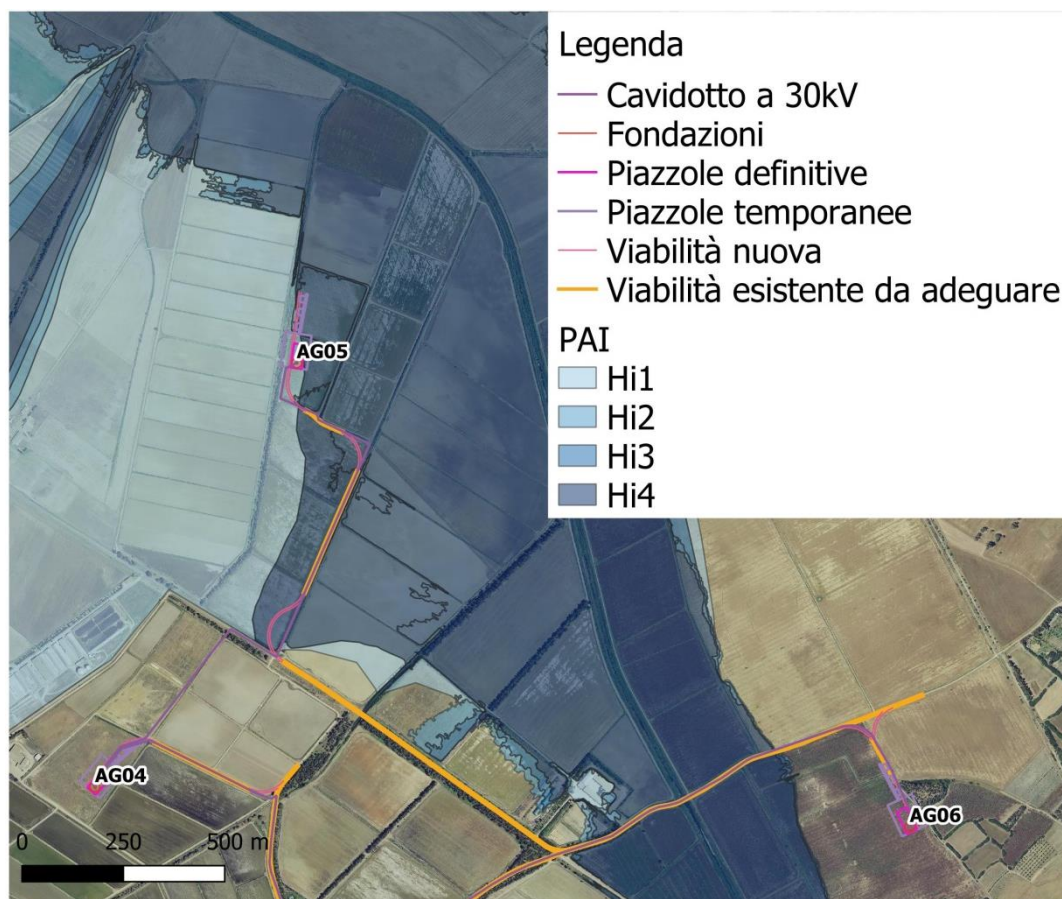 Legenda
Cavidotto a 30kV
Fondazioni
Piazzole definitive
Piazzole temporanee
Viabilità nuova
Viabilità esistente da adeguare
PAI
Hi1
Hi2
Hi3
Hi4
AG05
AG04
AG06
0 250 500 m